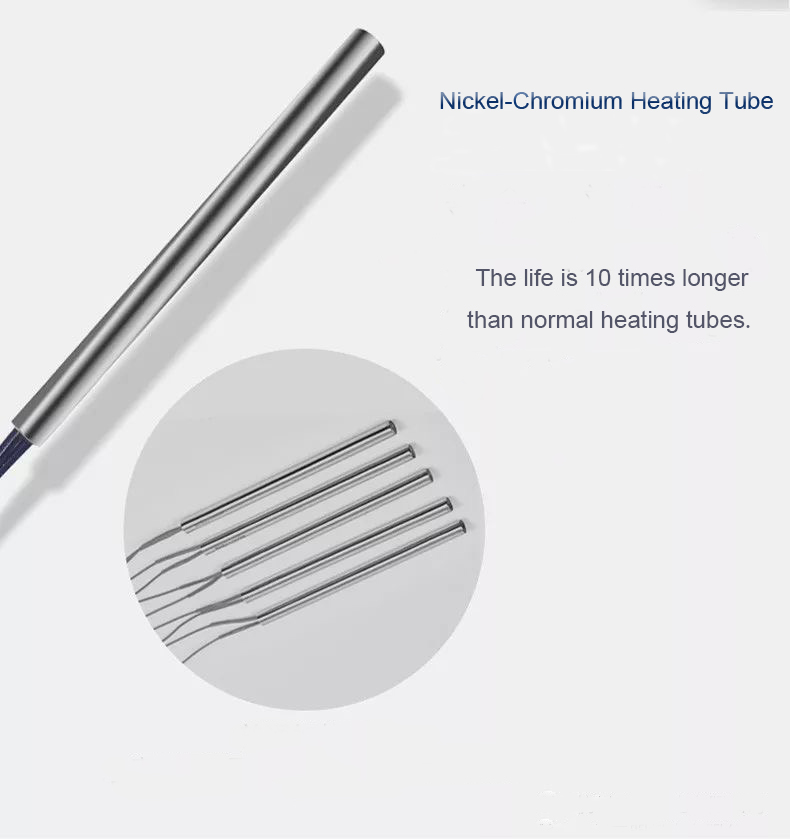 Nickel-Chromium Heating Tube
The life is 10 times longer
than normal heating tubes.